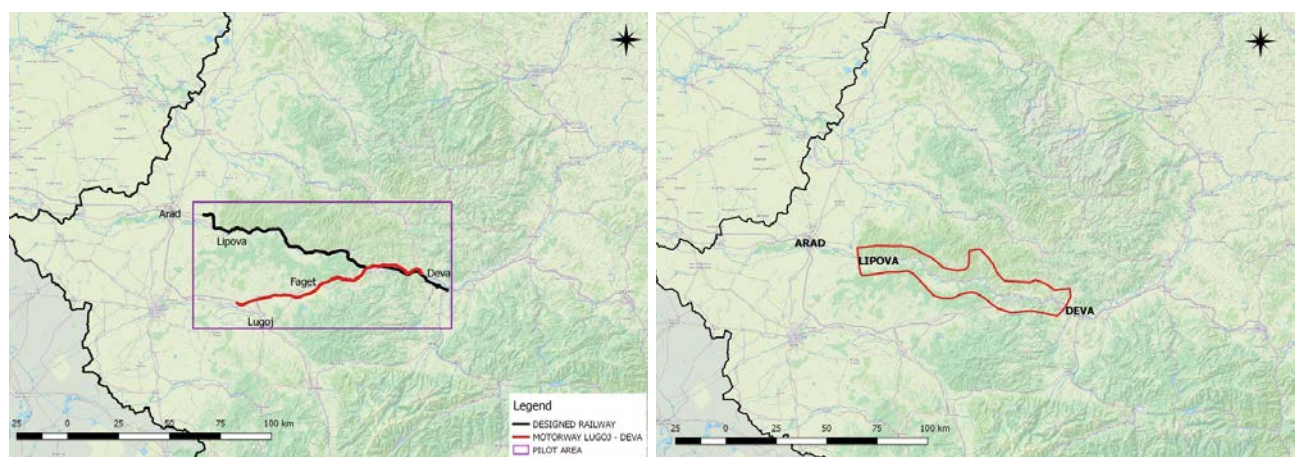 Arad
Lipova
Faget
Deva
Lugoj
25 0 25 50 75 100 km
Legend
DESIGNED RAILWAY
MOTORWAY LUGOJ - DEVA
PILOT AREA
ARAD
LIPOVA
DEVA
25 0 25 50 75 100 km